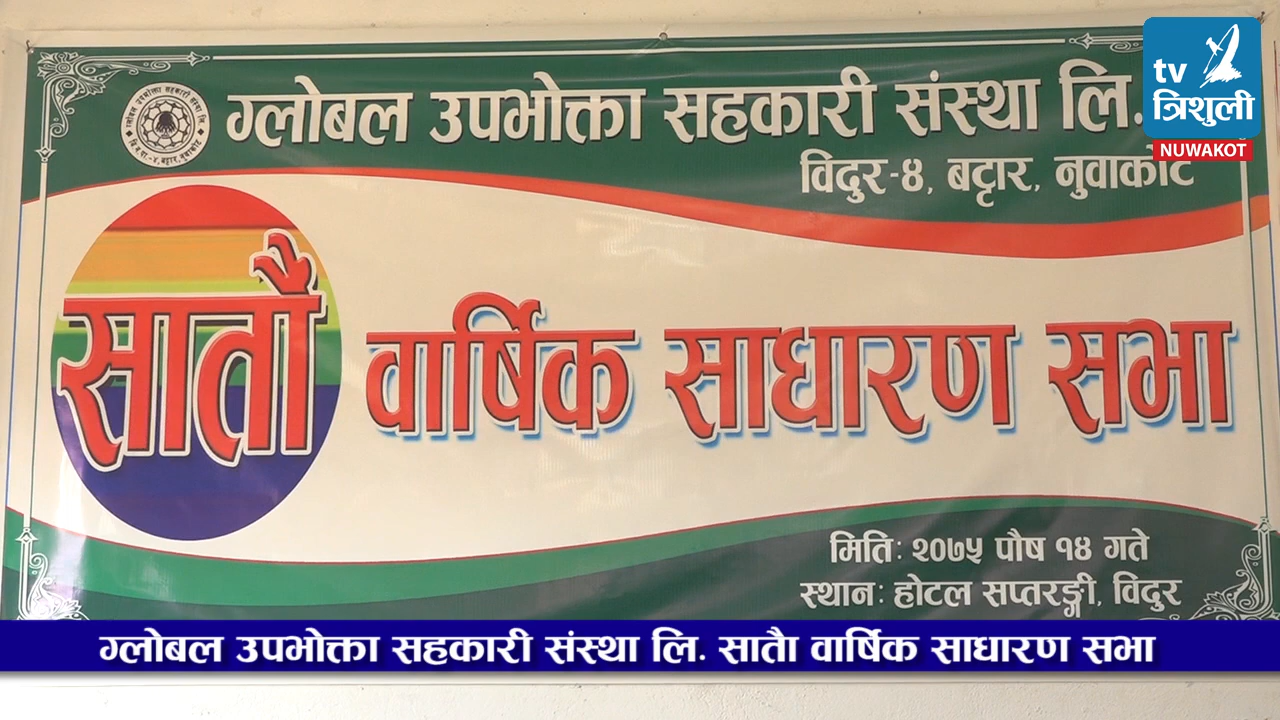 tv
त्रिशुली
NUWAKOT
ग्लोबल उपभोक्ता सहकारी संस्था लि.
विदुर-४, बट्टार, नुवाकोट
सातौ वार्षिक साधारण सभा
मिति: २०७५ पौष १४ गते
स्थान: होटल सप्तरङ्गी, विदुर
ग्लोबल उपभोक्ता सहकारी संस्था लि. सातौ वार्षिक साधारण सभा